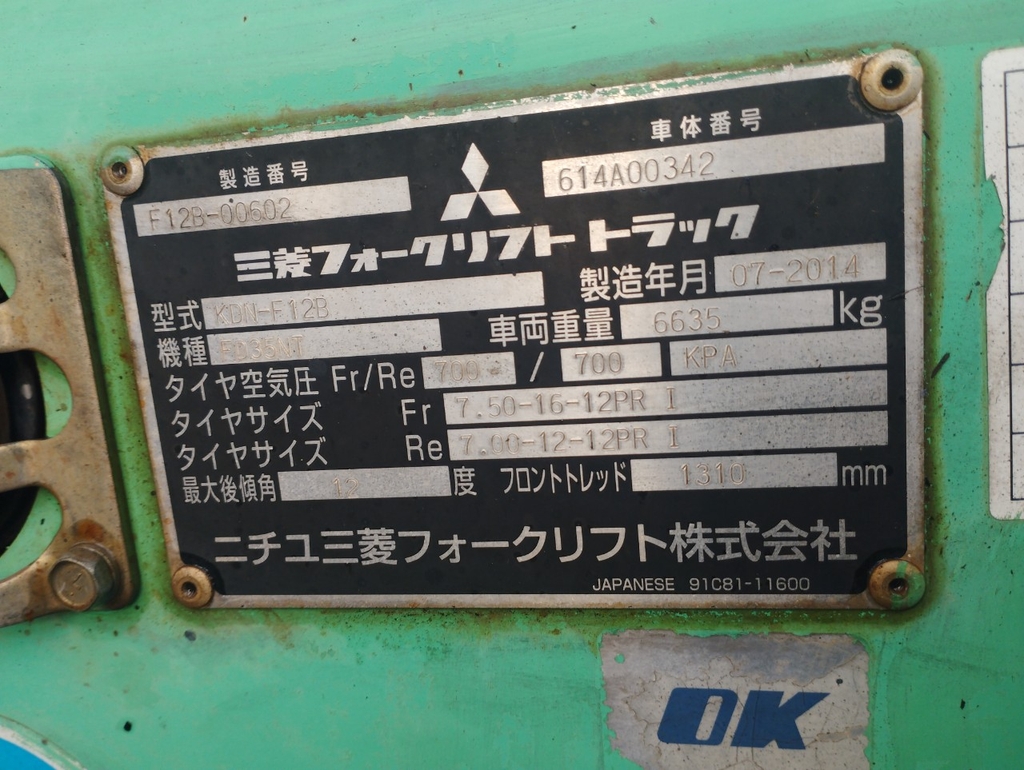 製造番号 車体番号
F12B-00602 614A00342
三菱フォークリフトトラック
製造年月 07-2014
型式 KDN-F12B
車両重量 6635 kg
機種 FD35NT
タイヤ空気圧 Fr/Re 700 / 700 KPA
タイヤサイズ Fr 7.50-16-12PR I
タイヤサイズ Re 7.00-12-12PR I
最大後傾角 12 度 フロントトレッド 1310 mm
ニチユ三菱フォークリフト株式会社
JAPANESE 91C81-11600
OK